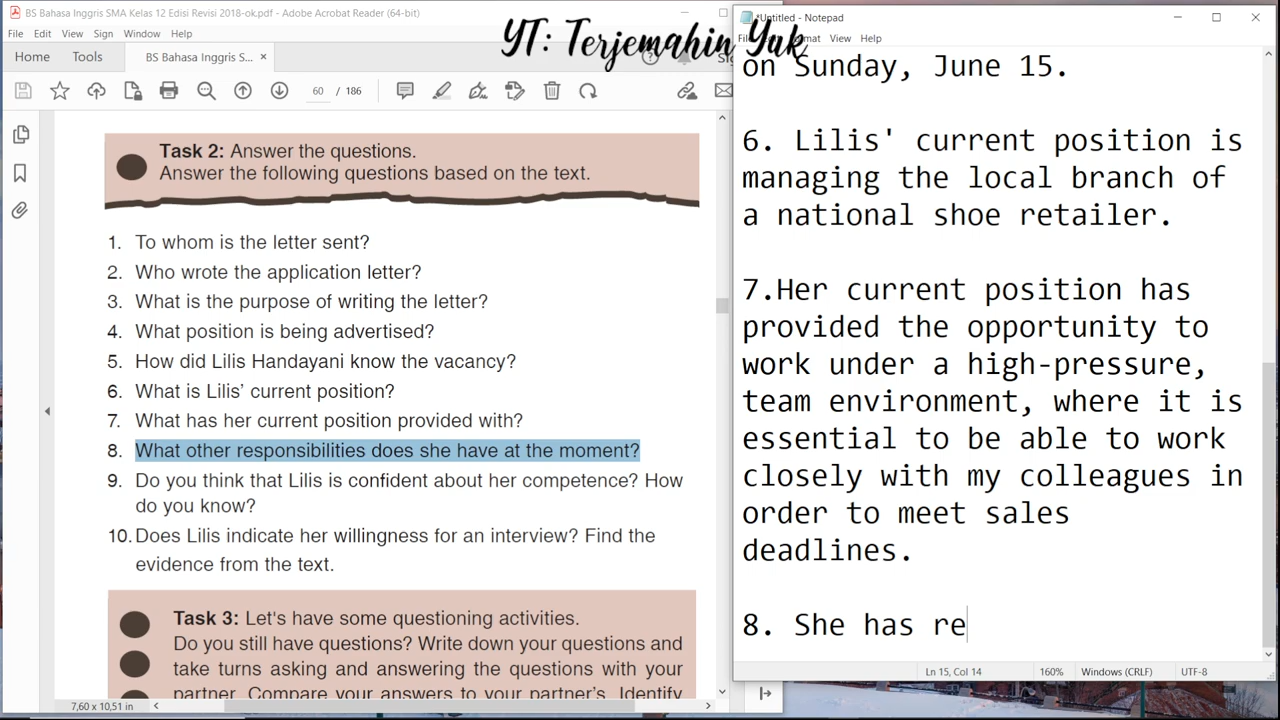 BS Bahasa Inggris SMA Kelas 12 Edisi Revisi 2018-ok.pdf - Adobe Acrobat Reader (64-bit)
File Edit View Sign Window Help
YT: Terjemahin Yuk
Home Tools BS Bahasa Inggris S... ×
60 / 186
Task 2: Answer the questions.
Answer the following questions based on the text.
1. To whom is the letter sent?
2. Who wrote the application letter?
3. What is the purpose of writing the letter?
4. What position is being advertised?
5. How did Lilis Handayani know the vacancy?
6. What is Lilis’ current position?
7. What has her current position provided with?
8. What other responsibilities does she have at the moment?
9. Do you think that Lilis is confident about her competence? How
do you know?
10. Does Lilis indicate her willingness for an interview? Find the
evidence from the text.
Task 3: Let's have some questioning activities.
Do you still have questions? Write down your questions and
take turns asking and answering the questions with your
partner. Compare your answers to your partner’s. Identify
7,60 x 10,51 in
*Untitled - Notepad
View Help
on Sunday, June 15.
6. Lilis' current position is
managing the local branch of
a national shoe retailer.
7.Her current position has
provided the opportunity to
work under a high-pressure,
team environment, where it is
essential to be able to work
closely with my colleagues in
order to meet sales
deadlines.
8. She has re
Ln 15, Col 14 160% Windows (CRLF) UTF-8